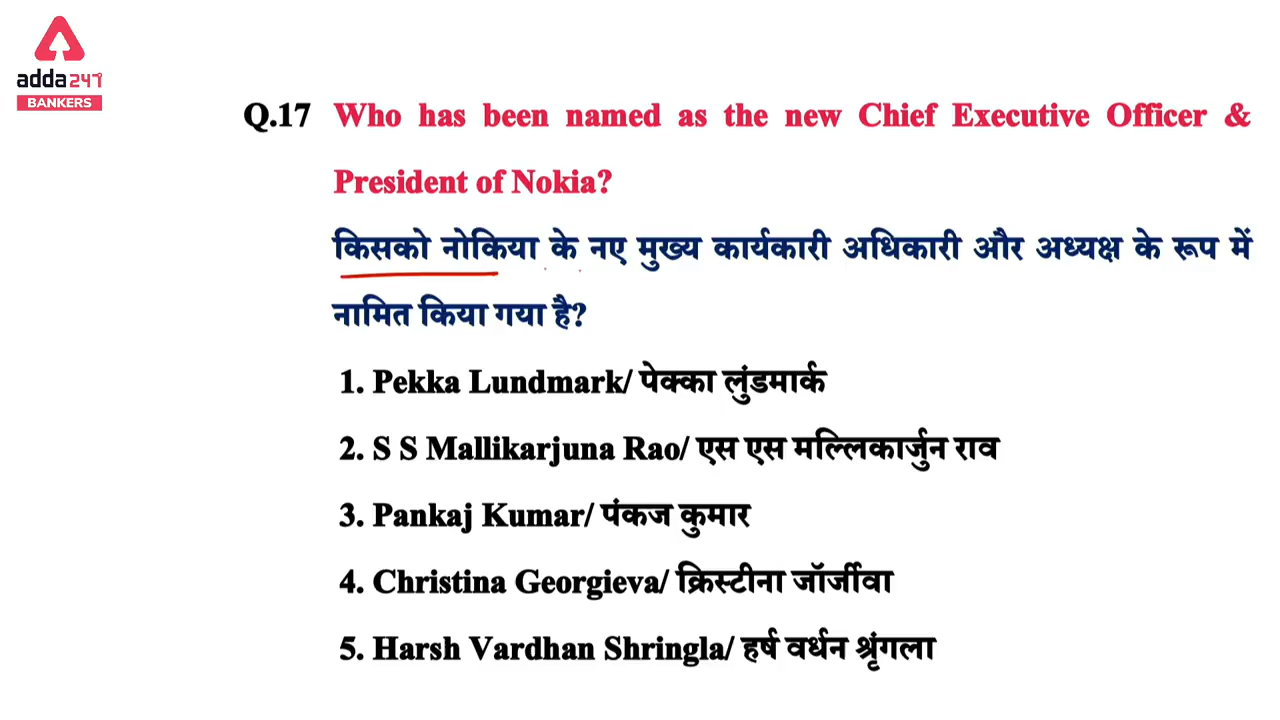 adda247
BANKERS
Q.17 Who has been named as the new Chief Executive Officer &
President of Nokia?
किसको नोकिया के नए मुख्य कार्यकारी अधिकारी और अध्यक्ष के रूप में
नामित किया गया है?
1. Pekka Lundmark/ पेक्का लुंडमार्क
2. S S Mallikarjuna Rao/ एस एस मल्लिकार्जुन राव
3. Pankaj Kumar/ पंकज कुमार
4. Christina Georgieva/ क्रिस्टीना जॉर्जीवा
5. Harsh Vardhan Shringla/ हर्ष वर्धन श्रृंगला